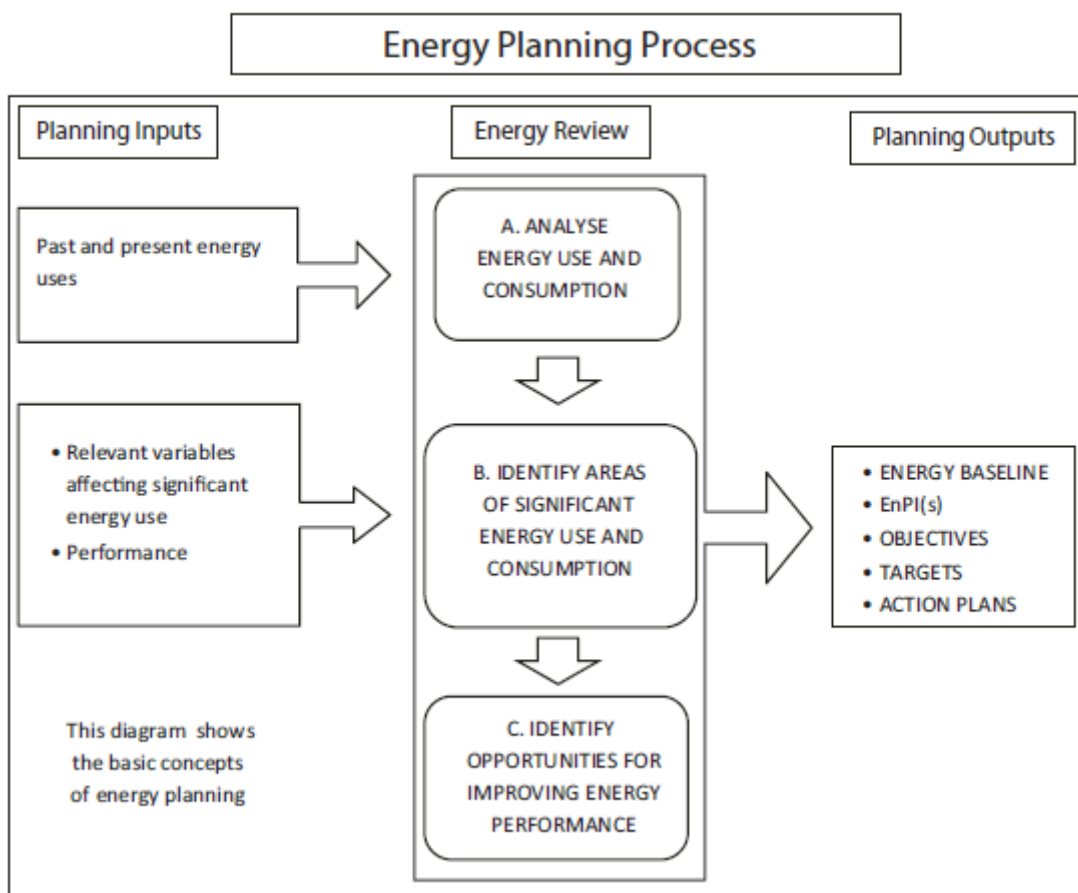 Energy Planning Process
Planning Inputs
Energy Review
Planning Outputs
Past and present energy
uses
A. ANALYSE
ENERGY USE AND
CONSUMPTION
• Relevant variables
affecting significant
energy use
• Performance
B. IDENTIFY AREAS
OF SIGNIFICANT
ENERGY USE AND
CONSUMPTION
• ENERGY BASELINE
• EnPI(s)
• OBJECTIVES
• TARGETS
• ACTION PLANS
This diagram shows
the basic concepts
of energy planning
C. IDENTIFY
OPPORTUNITIES FOR
IMPROVING ENERGY
PERFORMANCE